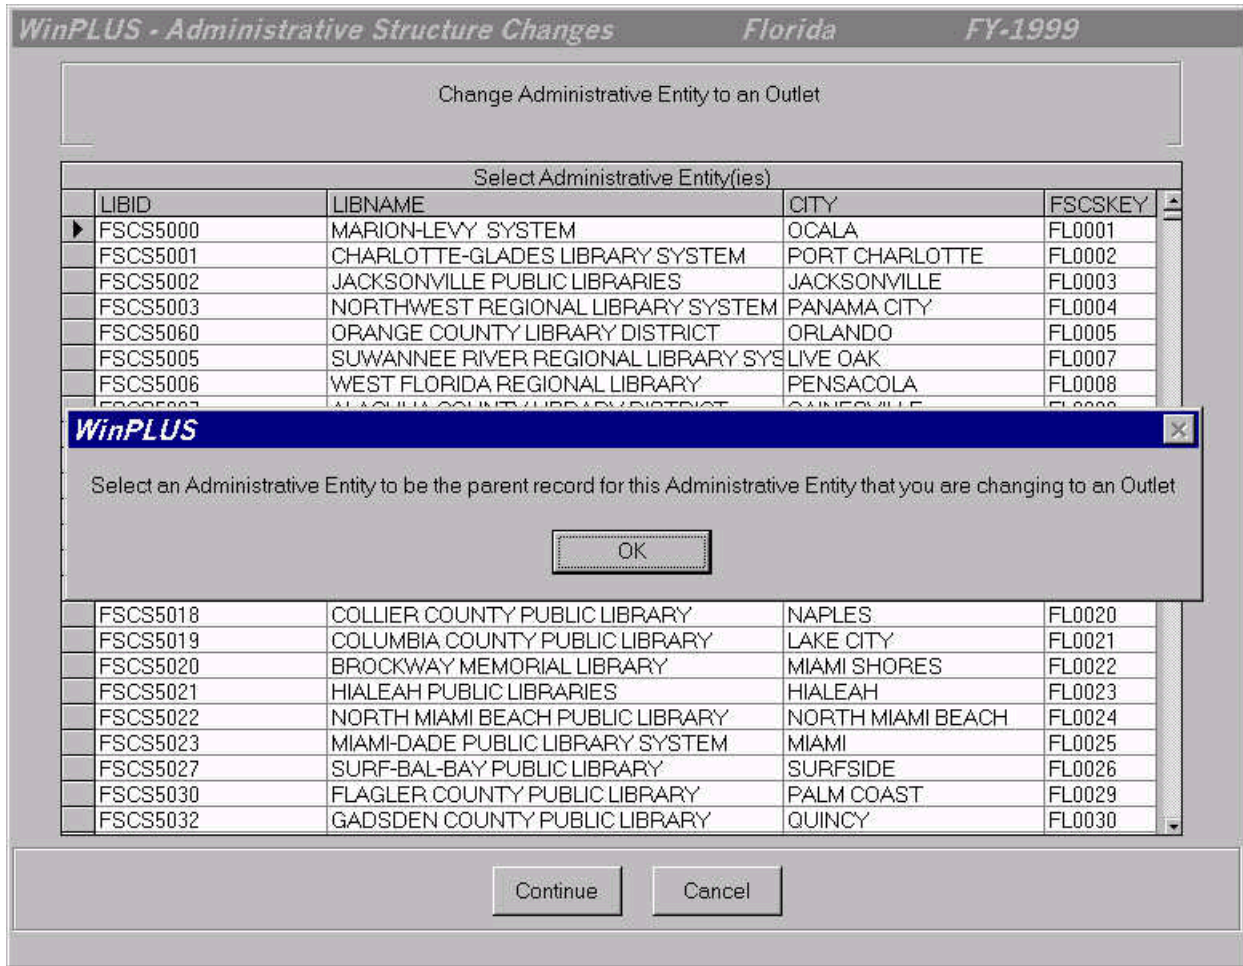 WinPLUS - Administrative Structure Changes Florida FY-1999
Change Administrative Entity to an Outlet
Select Administrative Entity(ies)
LIBID LIBNAME CITY FSCSKEY
FSCS5000 MARION-LEVY SYSTEM OCALA FL0001
FSCS5001 CHARLOTTE-GLADES LIBRARY SYSTEM PORT CHARLOTTE FL0002
FSCS5002 JACKSONVILLE PUBLIC LIBRARIES JACKSONVILLE FL0003
FSCS5003 NORTHWEST REGIONAL LIBRARY SYSTEM PANAMA CITY FL0004
FSCS5060 ORANGE COUNTY LIBRARY DISTRICT ORLANDO FL0005
FSCS5005 SUWANNEE RIVER REGIONAL LIBRARY SYS LIVE OAK FL0007
FSCS5006 WEST FLORIDA REGIONAL LIBRARY PENSACOLA FL0008
WinPLUS
Select an Administrative Entity to be the parent record for this Administrative Entity that you are changing to an Outlet
OK
FSCS5018 COLLIER COUNTY PUBLIC LIBRARY NAPLES FL0020
FSCS5019 COLUMBIA COUNTY PUBLIC LIBRARY LAKE CITY FL0021
FSCS5020 BROCKWAY MEMORIAL LIBRARY MIAMI SHORES FL0022
FSCS5021 HIALEAH PUBLIC LIBRARIES HIALEAH FL0023
FSCS5022 NORTH MIAMI BEACH PUBLIC LIBRARY NORTH MIAMI BEACH FL0024
FSCS5023 MIAMI-DADE PUBLIC LIBRARY SYSTEM MIAMI FL0025
FSCS5027 SURF-BAL-BAY PUBLIC LIBRARY SURFSIDE FL0026
FSCS5030 FLAGLER COUNTY PUBLIC LIBRARY PALM COAST FL0029
FSCS5032 GADSDEN COUNTY PUBLIC LIBRARY QUINCY FL0030
Continue Cancel